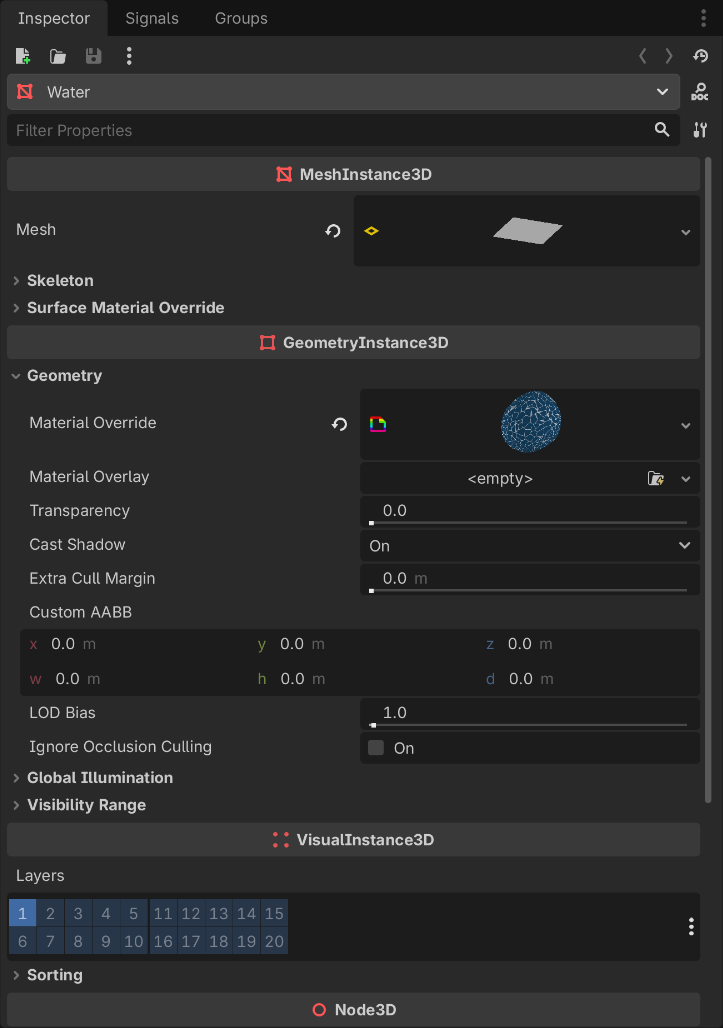 Inspector Signals Groups
Water
DOC
Filter Properties
MeshInstance3D
Mesh
Skeleton
Surface Material Override
GeometryInstance3D
Geometry
Material Override
Material Overlay <empty>
Transparency 0.0
Cast Shadow On
Extra Cull Margin 0.0 m
Custom AABB
x 0.0 m y 0.0 m z 0.0 m
w 0.0 m h 0.0 m d 0.0 m
LOD Bias 1.0
Ignore Occlusion Culling On
Global Illumination
Visibility Range
VisualInstance3D
Layers
1 2 3 4 5 11 12 13 14 15
6 7 8 9 10 16 17 18 19 20
Sorting
Node3D